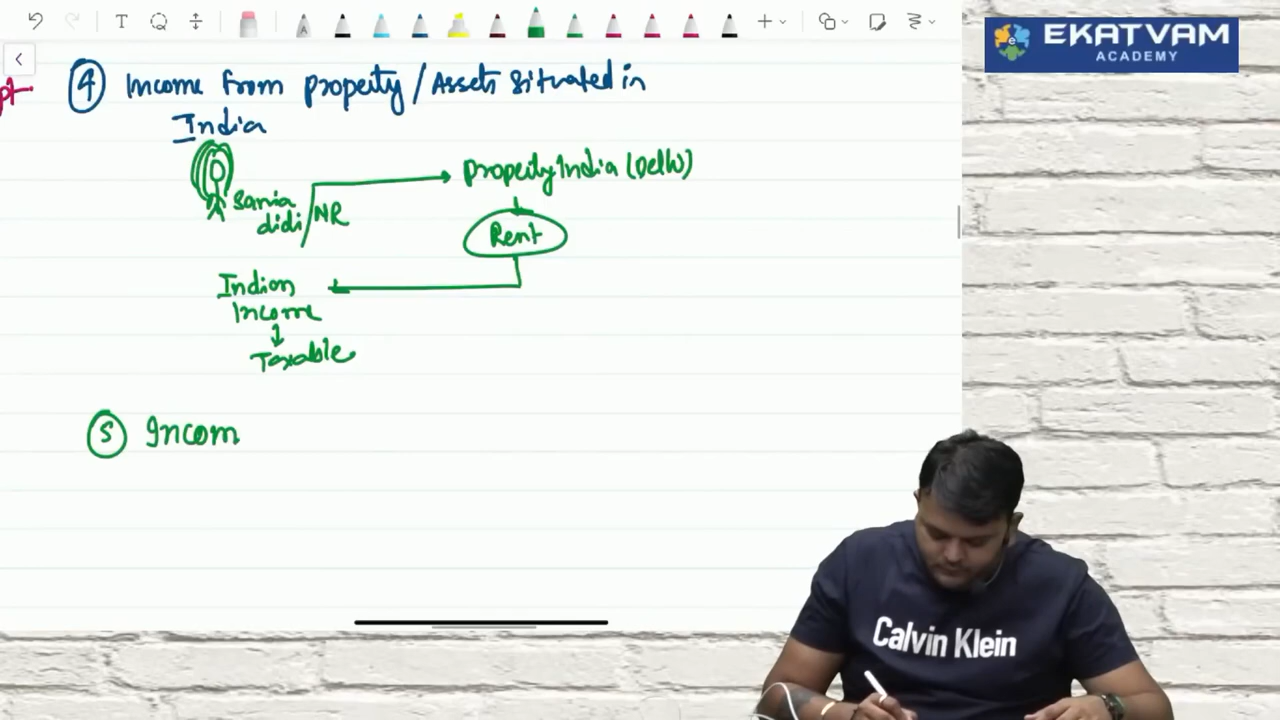 T
A
EKATVAM
ACADEMY
pt.
4 Income from property / Assets situated in
India
Sania
didi / NR
property India (Delhi)
Rent
Indian
Income
Taxable
5 Incom
Calvin Klein